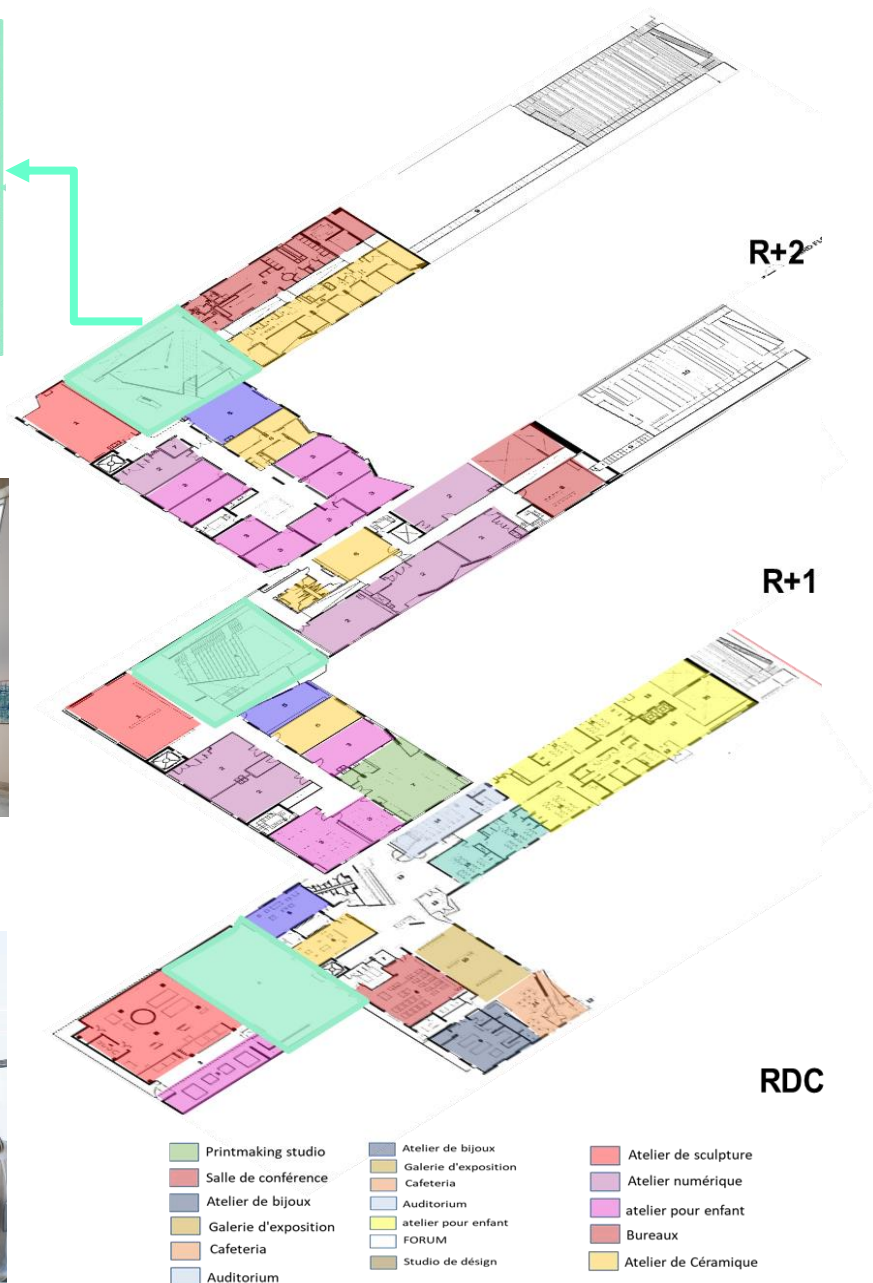 R+2
R+1
RDC
Printmaking studio
Salle de conférence
Atelier de bijoux
Galerie d'exposition
Cafeteria
Auditorium
Atelier de bijoux
Galerie d'exposition
Cafeteria
Auditorium
atelier pour enfant
FORUM
Studio de désign
Atelier de sculpture
Atelier numérique
atelier pour enfant
Bureaux
Atelier de Céramique